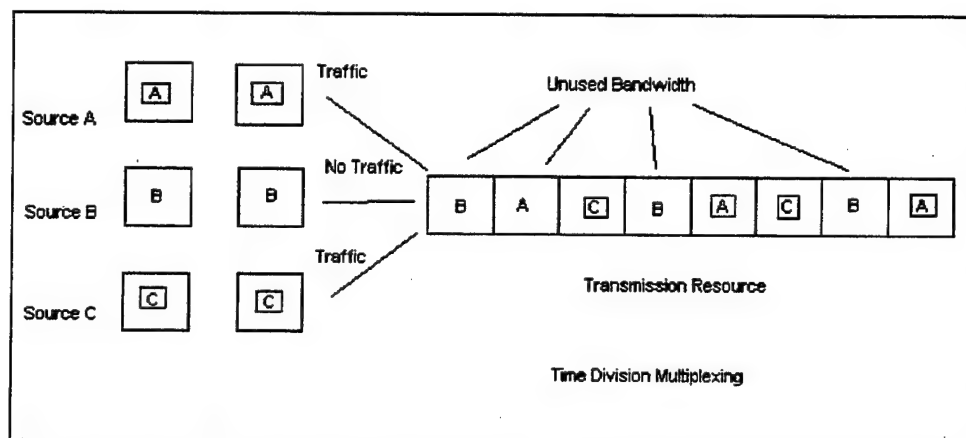 Traffic
Unused Bandwidth
A A
Source A
No Traffic
B B
Source B
B A C B A C B A
Traffic
C C
Source C
Transmission Resource
Time Division Multiplexing